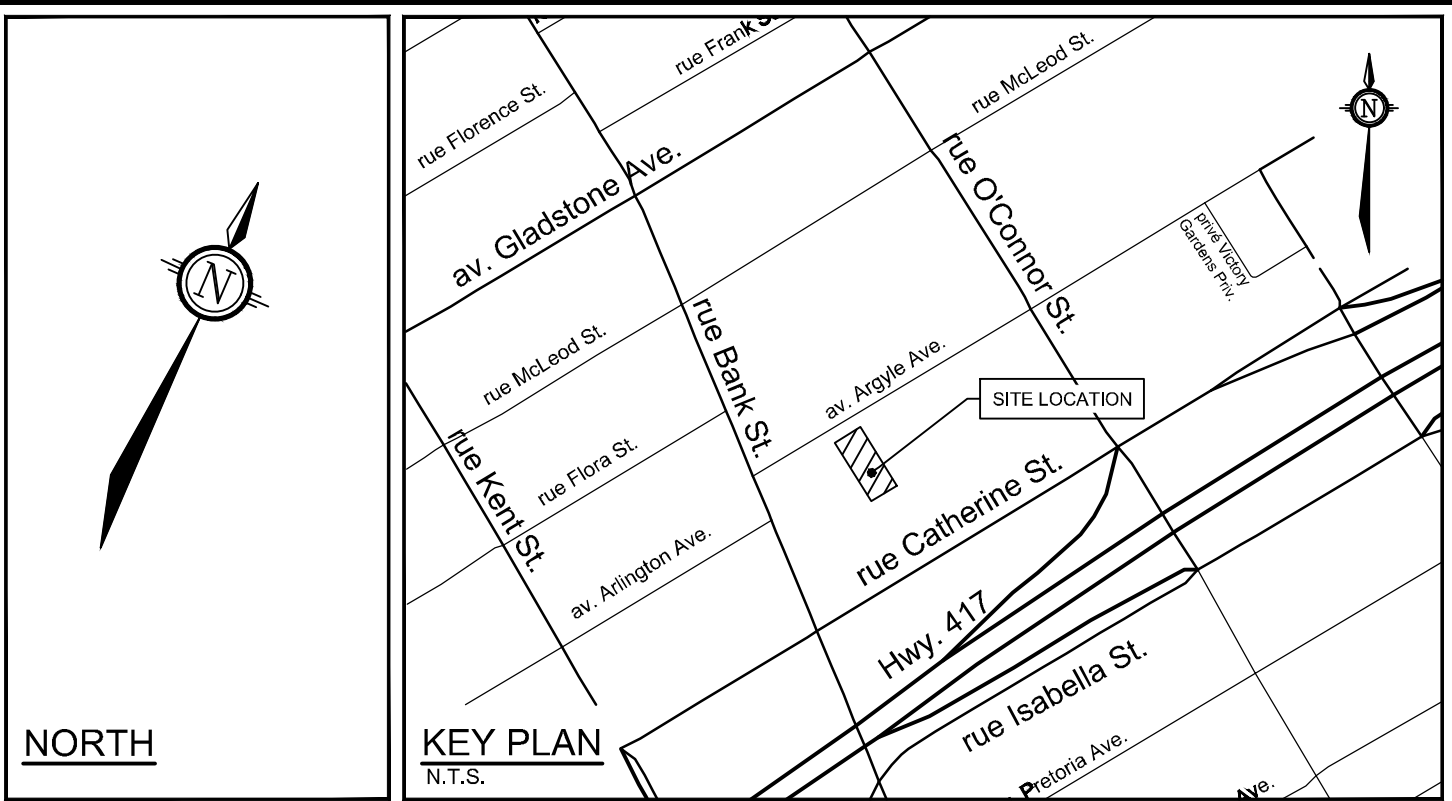 N
NORTH
rue Frank S
rue McLeod St.
rue Florence St.
N
av. Gladstone Ave.
rue O'Connor St.
privé Victory
Gardens Priv.
rue McLeod St.
rue Bank St.
av. Argyle Ave.
SITE LOCATION
rue Kent St.
rue Flora St.
rue Catherine St.
av. Arlington Ave.
Hwy. 417
rue Isabella St.
Pretoria Ave.
Ave.
KEY PLAN
N.T.S.